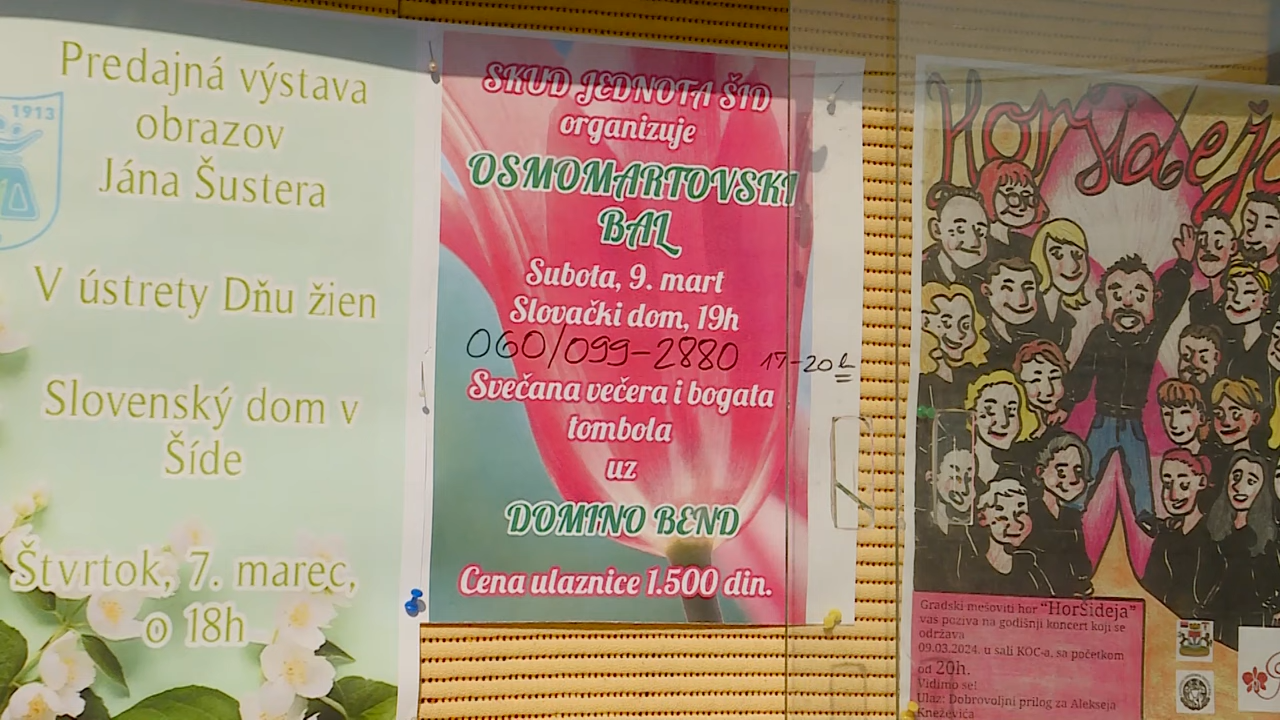 1913
Predajná výstava
obrazov
Jána Šustera
V ústrety Dňu žien
Slovenský dom v
Šíde
Štvrtok, 7. marec,
o 18h
SKUD JEDNOTA ŠID
organizuje
OSMOMARTOVSKI
BAL
Subota, 9. mart
Slovački dom, 19h
060/099-2880 17-20h
Svečana večera i bogata
tombola
uz
DOMINO BEND
Cena ulaznice 1.500 din.
HorŠideja
Gradski mešoviti hor "HorŠideja"
vas poziva na godišnji koncert koji se
održava
09.03.2024. u sali KOC-a, sa početkom
od 20h.
Vidimo se!
Ulaz: Dobrovoljni prilog za Alekseja
Kneževića